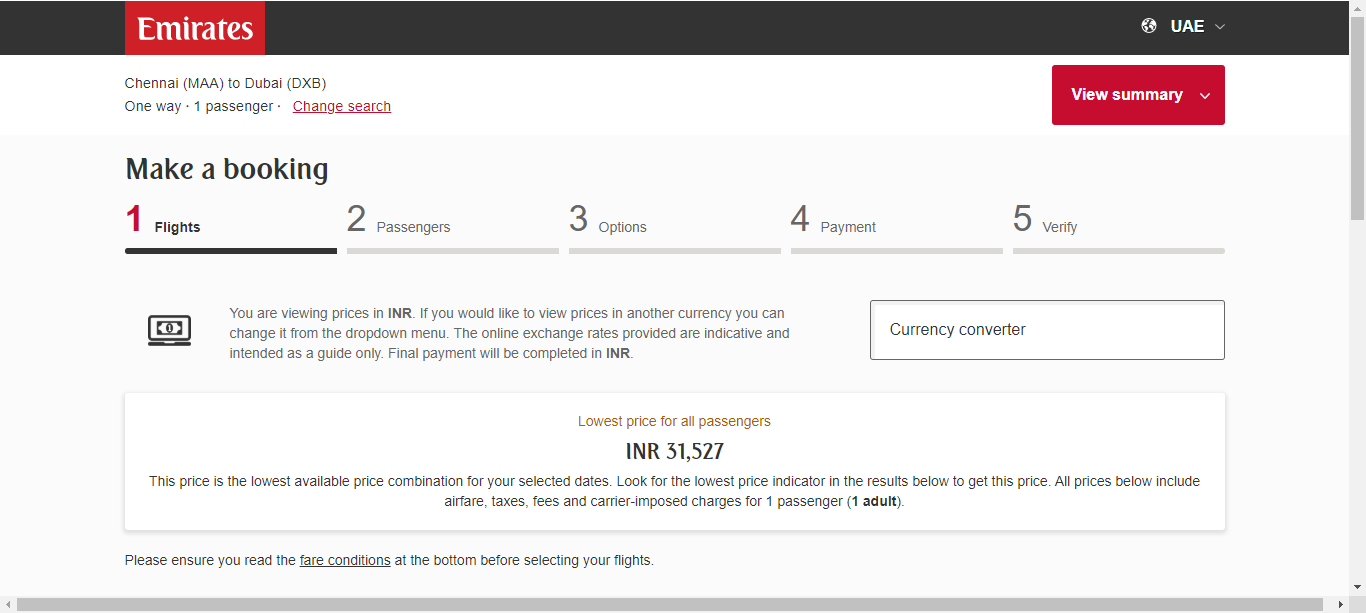 Emirates
UAE
Chennai (MAA) to Dubai (DXB)
One way · 1 passenger · Change search
View summary
Make a booking
1 Flights
2 Passengers
3 Options
4 Payment
5 Verify
You are viewing prices in INR. If you would like to view prices in another currency you can
change it from the dropdown menu. The online exchange rates provided are indicative and
intended as a guide only. Final payment will be completed in INR.
Currency converter
Lowest price for all passengers
INR 31,527
This price is the lowest available price combination for your selected dates. Look for the lowest price indicator in the results below to get this price. All prices below include
airfare, taxes, fees and carrier-imposed charges for 1 passenger (1 adult).
Please ensure you read the fare conditions at the bottom before selecting your flights.